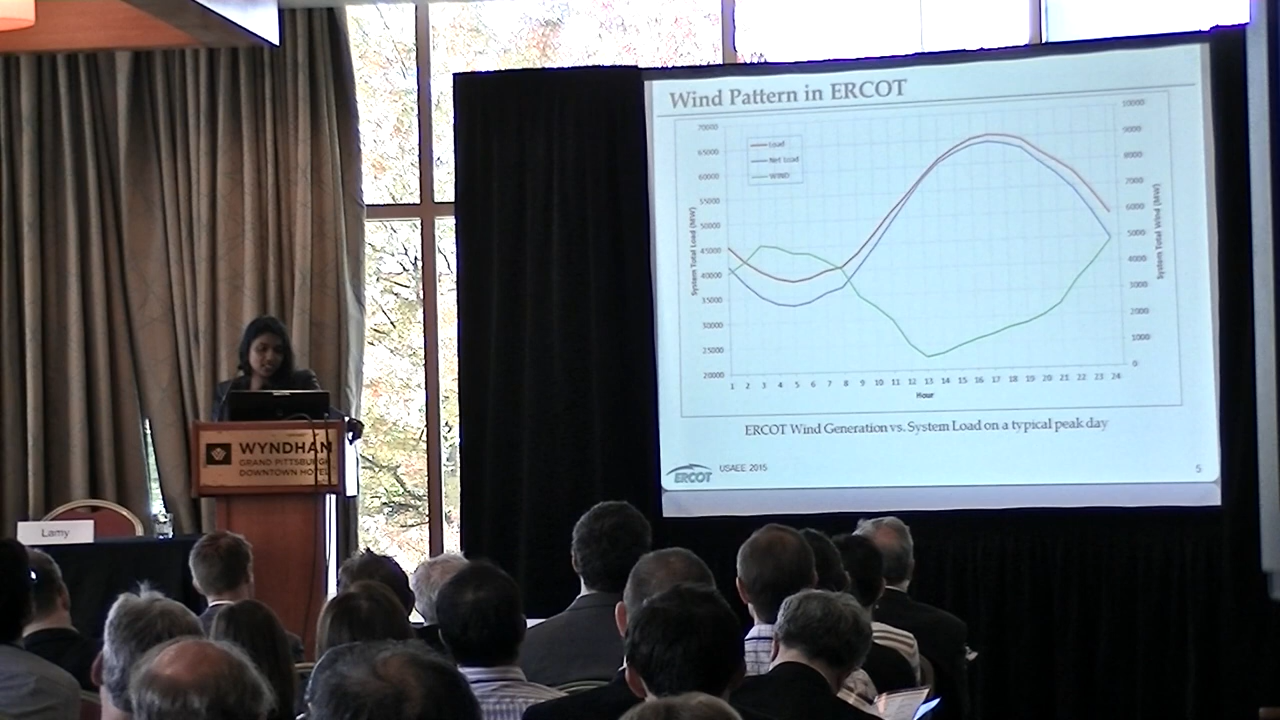 Wind Pattern in ERCOT
10000
70000
9000
Load
65000
Net Load
8000
60000
WIND
7000
55000
6000
50000
5000
45000
4000
40000
3000
35000
2000
30000
1000
25000
0
20000
System Total Load (MW)
System Total Wind (MW)
1 2 3 4 5 6 7 8 9 10 11 12 13 14 15 16 17 18 19 20 21 22 23 24
Hour
ERCOT Wind Generation vs. System Load on a typical peak day
ERCOT
USAEE 2015
5
WYNDHAM
GRAND PITTSBURGH
DOWNTOWN HOTEL
Lamy